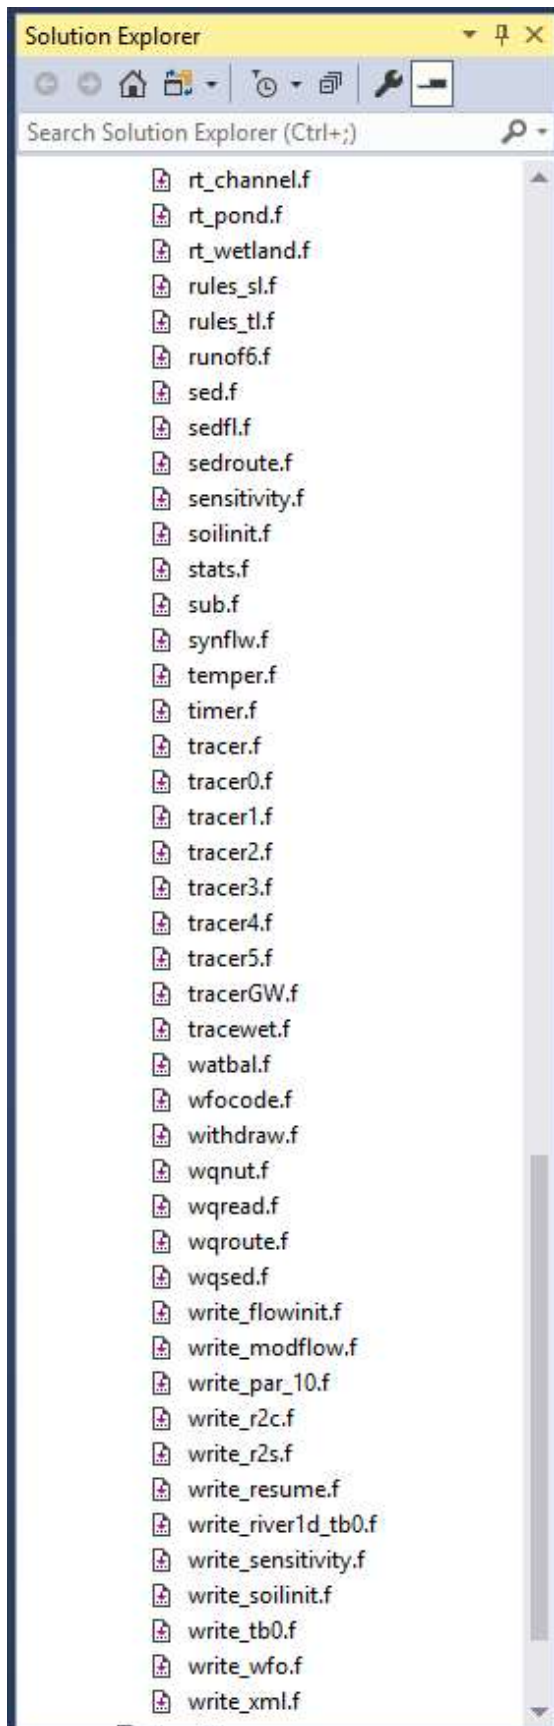 Solution Explorer
Search Solution Explorer (Ctrl+;)
rt_channel.f
rt_pond.f
rt_wetland.f
rules_sl.f
rules_tl.f
runof6.f
sed.f
sedfl.f
sedroute.f
sensitivity.f
soilinit.f
stats.f
sub.f
synflw.f
temper.f
timer.f
tracer.f
tracer0.f
tracer1.f
tracer2.f
tracer3.f
tracer4.f
tracer5.f
tracerGW.f
tracewet.f
watbal.f
wfocode.f
withdraw.f
wqnut.f
wqread.f
wqroute.f
wqsed.f
write_flowinit.f
write_modflow.f
write_par_10.f
write_r2c.f
write_r2s.f
write_resume.f
write_river1d_tb0.f
write_sensitivity.f
write_soilinit.f
write_tb0.f
write_wfo.f
write_xml.f